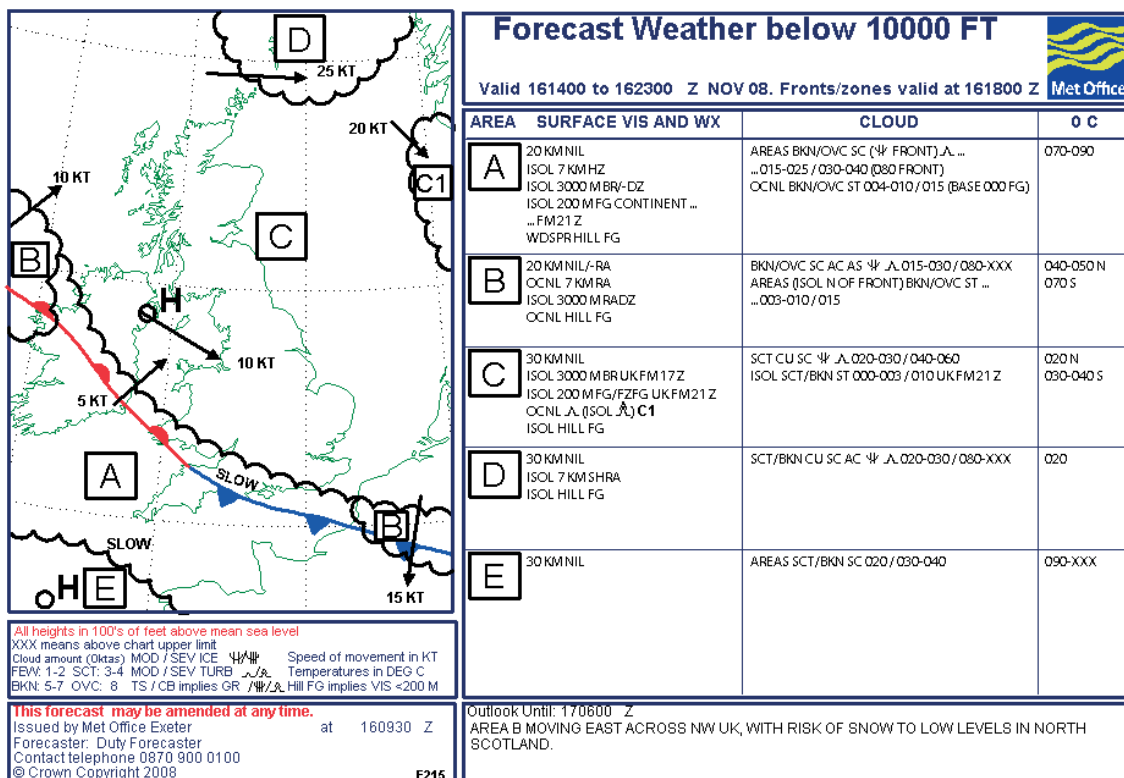 D
25 KT
20 KT
C1
10 KT
B
C
H
10 KT
5 KT
A
SLOW
SLOW
B
H
E
15 KT
All heights in 100's of feet above mean sea level
XXX means above chart upper limit
Cloud amount (Oktas) MOD / SEV ICE Speed of movement in KT
FEW: 1-2 SCT: 3-4 MOD / SEV TURB Temperatures in DEG C
BKN: 5-7 OVC: 8 TS / CB implies GR / / Hill FG implies VIS <200 M
This forecast may be amended at any time.
Issued by Met Office Exeter at 160930 Z
Forecaster: Duty Forecaster
Contact telephone 0870 900 0100
© Crown Copyright 2008 F215
Forecast Weather below 10000 FT
Valid 161400 to 162300 Z NOV 08. Fronts/zones valid at 161800 Z
Met Office
AREA SURFACE VIS AND WX CLOUD 0 C
A
20 KM NIL
ISOL 7 KM HZ
ISOL 3000 M BR/-DZ
ISOL 200 M FG CONTINENT ...
... FM 21 Z
WDSPR HILL FG
AREAS BKN/OVC SC ( FRONT) ...
...015-025 / 030-040 (080 FRONT)
OCNL BKN/OVC ST 004-010 / 015 (BASE 000 FG)
070-090
B
20 KM NIL/-RA
OCNL 7 KM RA
ISOL 3000 M RADZ
OCNL HILL FG
BKN/OVC SC AC AS 015-030 / 080-XXX
AREAS (ISOL N OF FRONT) BKN/OVC ST ...
...003-010 / 015
040-050 N
070 S
C
30 KM NIL
ISOL 3000 M BR UK FM 17 Z
ISOL 200 M FG/FZFG UK FM 21 Z
OCNL (ISOL ) C1
ISOL HILL FG
SCT CU SC 020-030 / 040-060
ISOL SCT/BKN ST 000-003 / 010 UK FM 21 Z
020 N
030-040 S
D
30 KM NIL
ISOL 7 KM SHRA
ISOL HILL FG
SCT/BKN CU SC AC 020-030 / 080-XXX
020
E
30 KM NIL
AREAS SCT/BKN SC 020 / 030-040
090-XXX
Outlook Until: 170600 Z
AREA B MOVING EAST ACROSS NW UK, WITH RISK OF SNOW TO LOW LEVELS IN NORTH
SCOTLAND.